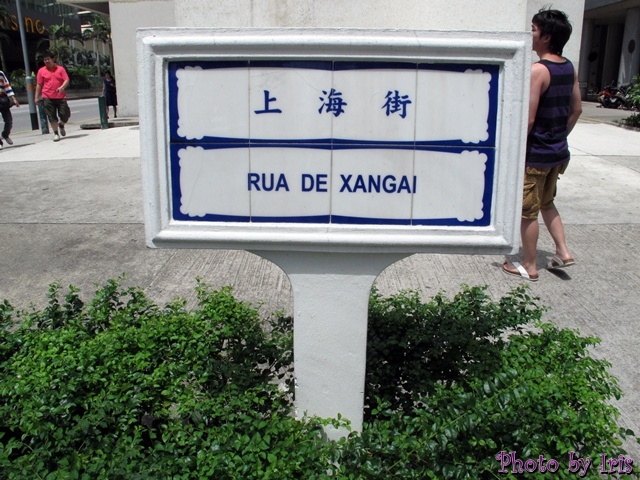 上海街
RUA DE XANGAI
Photo by Iris